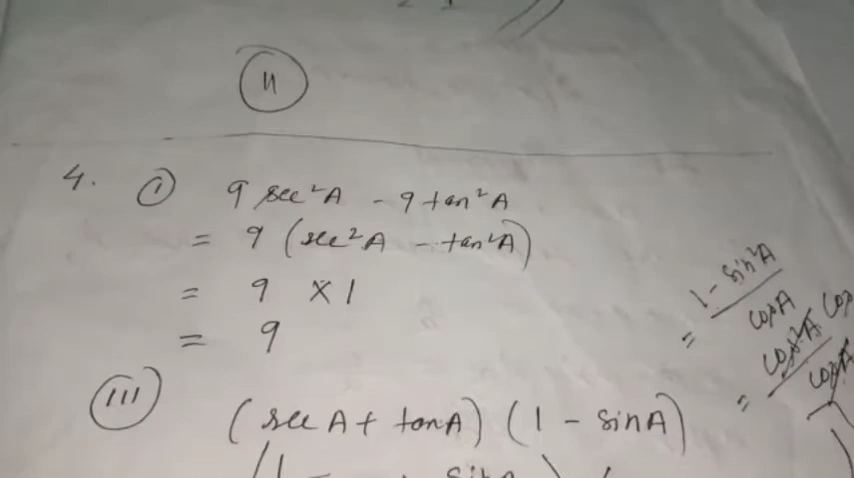 11
4. (i) 9 sec²A - 9 tan²A
= 9 (sec²A - tan²A)
= 9 × 1
= 9
(iii) (sec A + tan A) (1 - sin A)
= 1 - sin²A / cos A
= cos²A / cos A